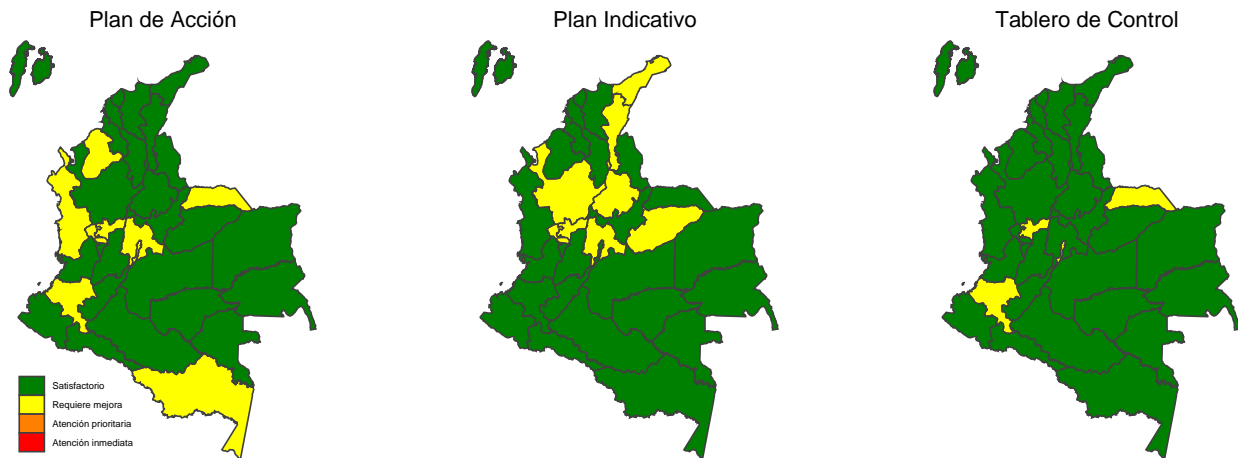 Plan de Acción
Plan Indicativo
Tablero de Control
Satisfactorio
Requiere mejora
Atención prioritaria
Atención inmediata